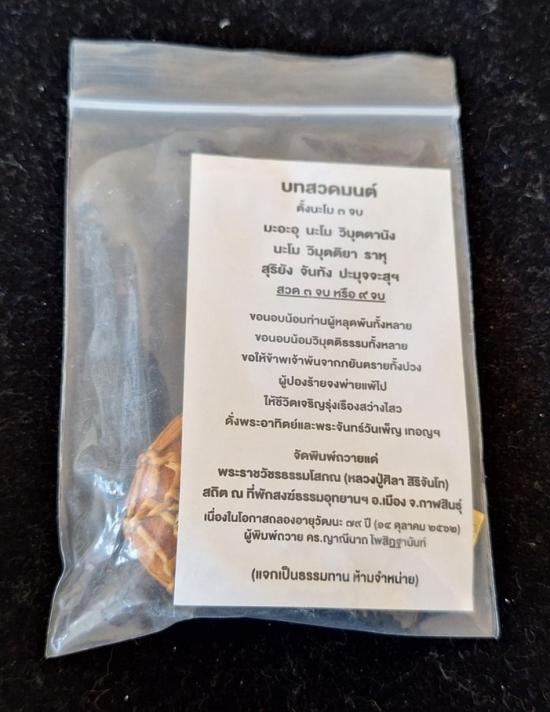 บทสวดมนต์
ตั้งนะโม ๓ จบ
มะอะอุ นะโม วิมุตตานัง
นะโม วิมุตติยา ราหุ
สุริยัง จันทัง ปะมุจจะสุฯ
สวด ๓ จบ หรือ ๙ จบ
ขอนอบน้อมท่านผู้หลุดพ้นทั้งหลาย
ขอนอบน้อมวิมุตติธรรมทั้งหลาย
ขอให้ข้าพเจ้าพ้นจากภยันตรายทั้งปวง
ผู้ปองร้ายจงพ่ายแพ้ไป
ให้ชีวิตเจริญรุ่งเรืองสว่างไสว
ดั่งพระอาทิตย์และพระจันทร์วันเพ็ญ เทอญฯ
จัดพิมพ์ถวายแด่
พระราชวัชรธรรมโสภณ (หลวงปู่ศิลา สิริจันโท)
สถิต ณ ที่พักสงฆ์ธรรมอุทยานฯ อ.เมือง จ.กาฬสินธุ์
เนื่องในโอกาสฉลองอายุวัฒนะ ๗๙ ปี (๑๔ ตุลาคม ๒๕๖๖)
ผู้พิมพ์ถวาย ดร.ญาณีนาถ ไพสิฏฐานันท์
(แจกเป็นธรรมทาน ห้ามจำหน่าย)